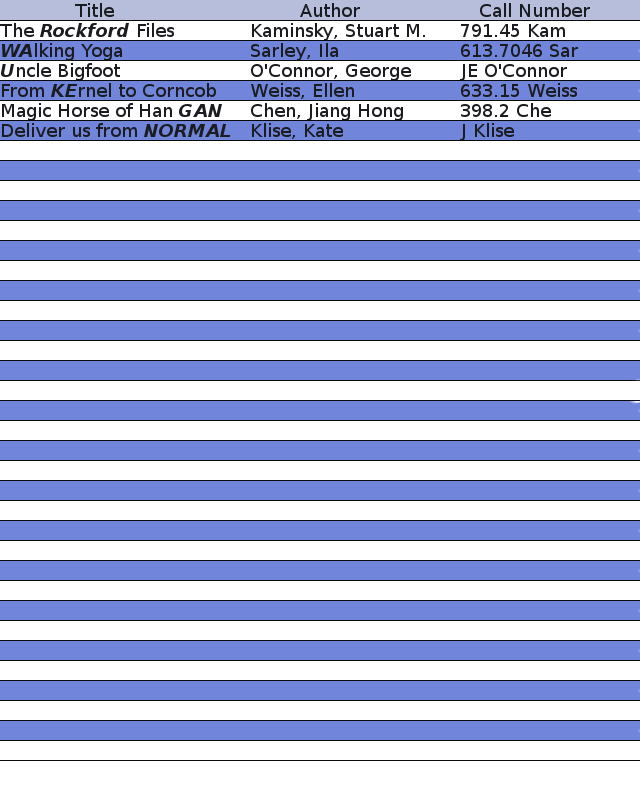 Title Author Call Number
The Rockford Files Kaminsky, Stuart M. 791.45 Kam
WAlking Yoga Sarley, Ila 613.7046 Sar
Uncle Bigfoot O'Connor, George JE O'Connor
From KErnel to Corncob Weiss, Ellen 633.15 Weiss
Magic Horse of Han GAN Chen, Jiang Hong 398.2 Che
Deliver us from NORMAL Klise, Kate J Klise